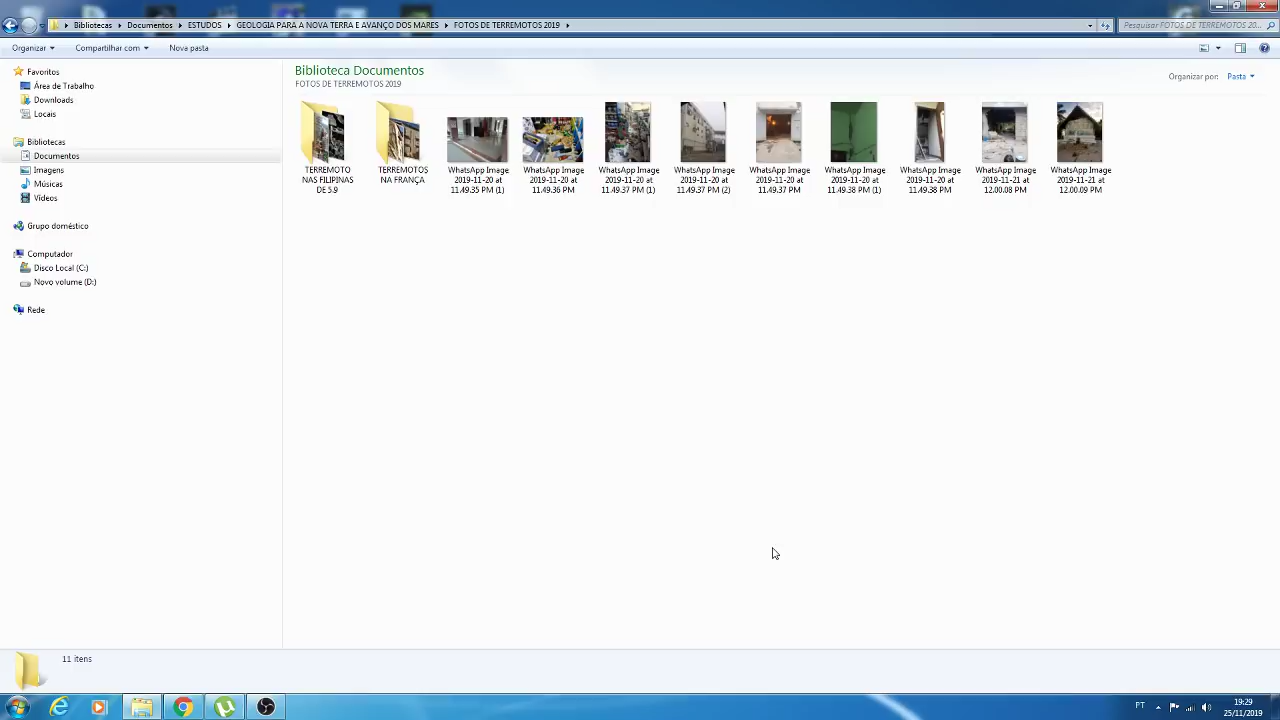 Bibliotecas Documentos ESTUDOS GEOLOGIA PARA A NOVA TERRA E AVANÇO DOS MARES FOTOS DE TERREMOTOS 2019
Pesquisar FOTOS DE TERREMOTOS 20...
Organizar Compartilhar com Nova pasta
Favoritos
Área de Trabalho
Downloads
Locais
Bibliotecas
Documentos
Imagens
Músicas
Vídeos
Grupo doméstico
Computador
Disco Local (C:)
Novo volume (D:)
Rede
Biblioteca Documentos
FOTOS DE TERREMOTOS 2019
Organizar por: Pasta
TERREMOTO
NAS FILIPINAS
DE 5.9
TERREMOTOS
NA FRANÇA
WhatsApp Image
2019-11-20 at
11.49.35 PM (1)
WhatsApp Image
2019-11-20 at
11.49.36 PM
WhatsApp Image
2019-11-20 at
11.49.37 PM (1)
WhatsApp Image
2019-11-20 at
11.49.37 PM (2)
WhatsApp Image
2019-11-20 at
11.49.37 PM
WhatsApp Image
2019-11-20 at
11.49.38 PM (1)
WhatsApp Image
2019-11-20 at
11.49.38 PM
WhatsApp Image
2019-11-21 at
12.00.08 PM
WhatsApp Image
2019-11-21 at
12.00.09 PM
11 itens
PT
19:29
25/11/2019